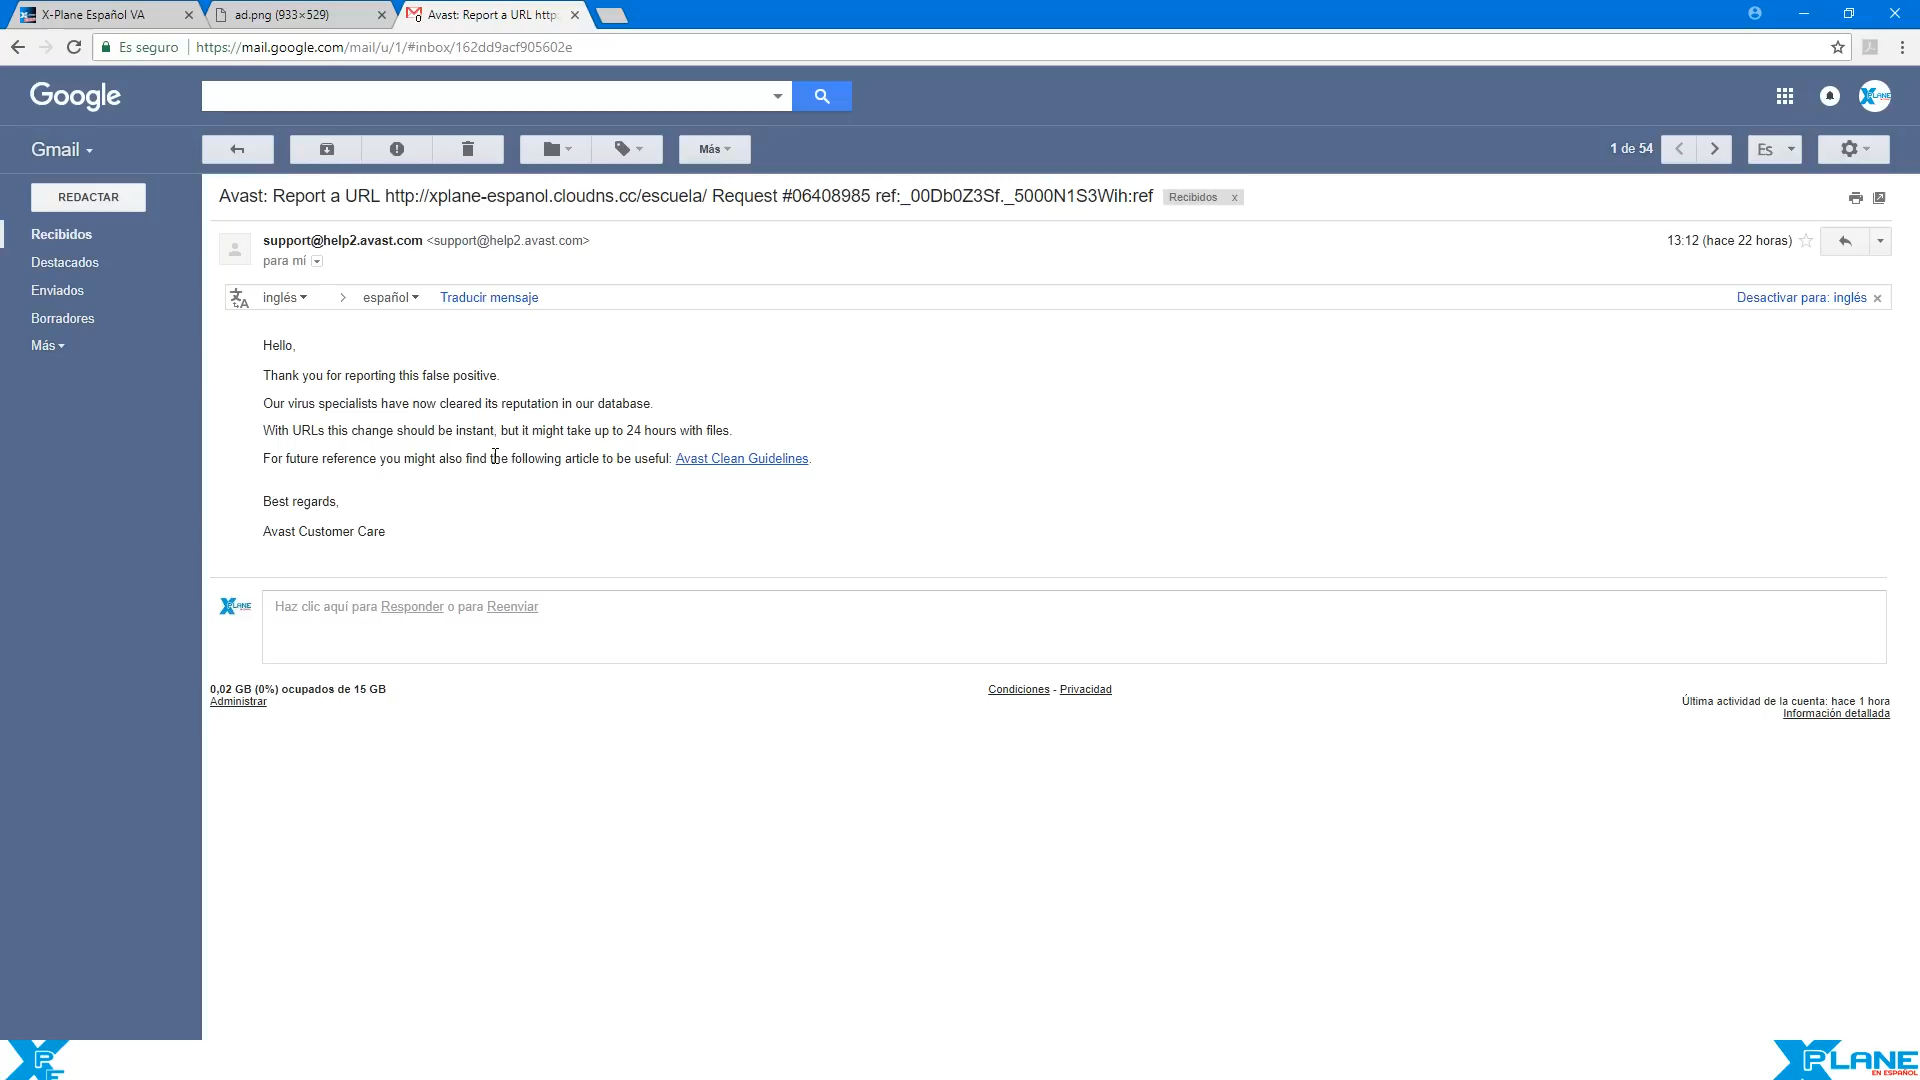 X-Plane Español VA
ad.png (933×529)
Avast: Report a URL http:
Es seguro
https://mail.google.com/mail/u/1/#inbox/162dd9acf905602e
Google
XPLANE
Gmail
Más
1 de 54
Es
REDACTAR
Avast: Report a URL http://xplane-espanol.cloudns.cc/escuela/ Request #06408985 ref:_00Db0Z3Sf._5000N1S3Wih:ref
Recibidos x
Recibidos
Destacados
Enviados
Borradores
Más
support@help2.avast.com <support@help2.avast.com>
13:12 (hace 22 horas)
para mí
inglés > español Traducir mensaje
Desactivar para: inglés
Hello,
Thank you for reporting this false positive.
Our virus specialists have now cleared its reputation in our database.
With URLs this change should be instant, but it might take up to 24 hours with files.
For future reference you might also find the following article to be useful: Avast Clean Guidelines.
Best regards,
Avast Customer Care
XPLANE
Haz clic aquí para Responder o para Reenviar
0,02 GB (0%) ocupados de 15 GB
Administrar
Condiciones - Privacidad
Última actividad de la cuenta: hace 1 hora
Información detallada
XPE
XPLANE
EN ESPAÑOL